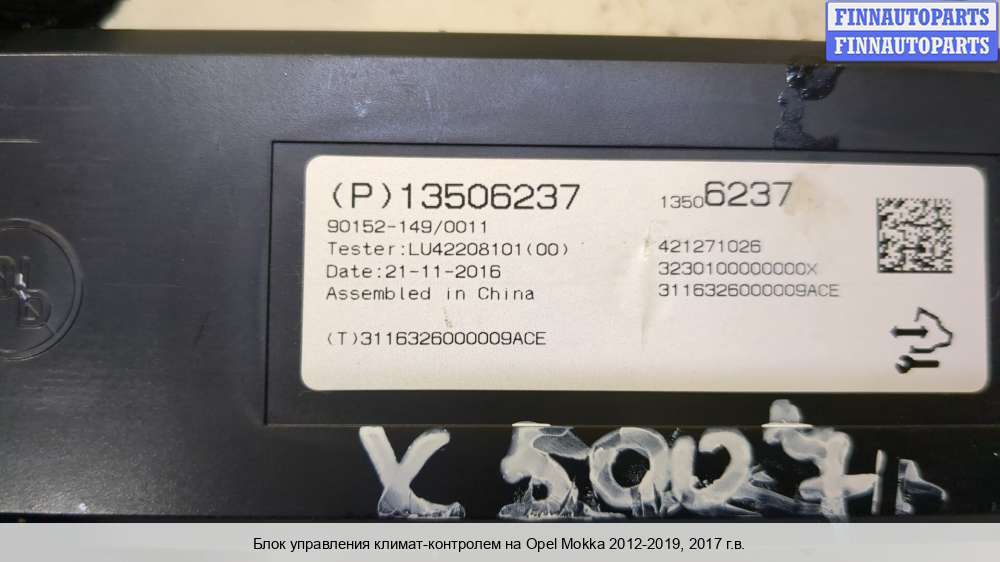 FINNAUTOPARTS
FINNAUTOPARTS
(P)13506237
13506237
90152-149/0011
Tester:LU42208101(00)
421271026
Date:21-11-2016
3230100000000X
Assembled in China
3116326000009ACE
(T)3116326000009ACE
Блок управления климат-контролем на Opel Mokka 2012-2019, 2017 г.в.